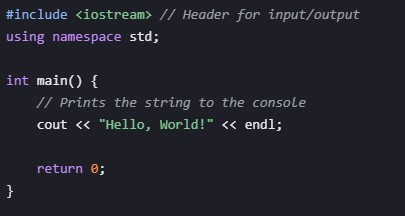 #include <iostream> // Header for input/output
using namespace std;

int main() {
    // Prints the string to the console
    cout << "Hello, World!" << endl;

    return 0;
}